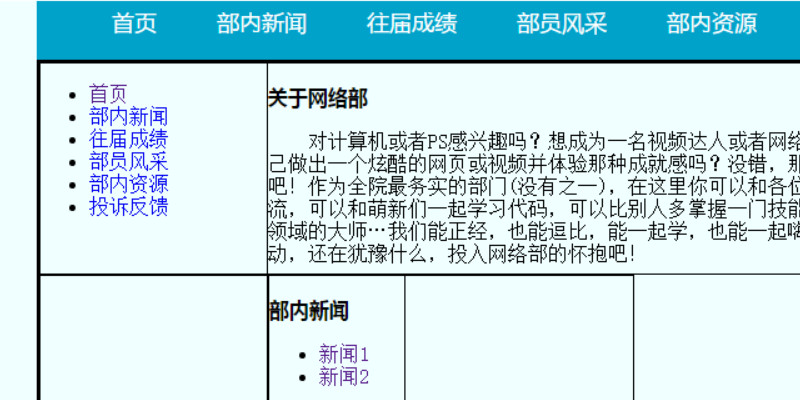 首页 部内新闻 往届成绩 部员风采 部内资源
首页
部内新闻
往届成绩
部员风采
部内资源
投诉反馈
关于网络部
对计算机或者PS感兴趣吗？想成为一名视频达人或者网络
己做出一个炫酷的网页或视频并体验那种成就感吗？没错，那
吧！作为全院最务实的部门(没有之一)，在这里你可以和各位
流，可以和萌新们一起学习代码，可以比别人多掌握一门技能
领域的大师…我们能正经，也能逗比，能一起学，也能一起嗨
动，还在犹豫什么，投入网络部的怀抱吧！
部内新闻
新闻1
新闻2